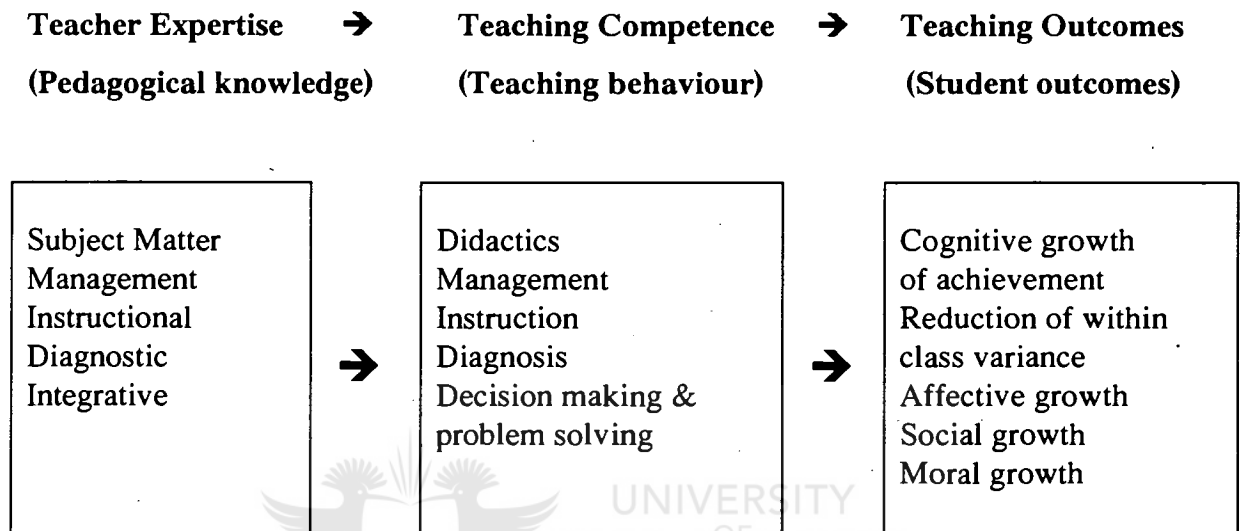 Teacher Expertise ➔ Teaching Competence ➔ Teaching Outcomes
(Pedagogical knowledge) (Teaching behaviour) (Student outcomes)
Subject Matter
Management
Instructional
Diagnostic
Integrative
➔
Didactics
Management
Instruction
Diagnosis
Decision making &
problem solving
➔
Cognitive growth
of achievement
Reduction of within
class variance
Affective growth
Social growth
Moral growth
UNIVERSITY
OF